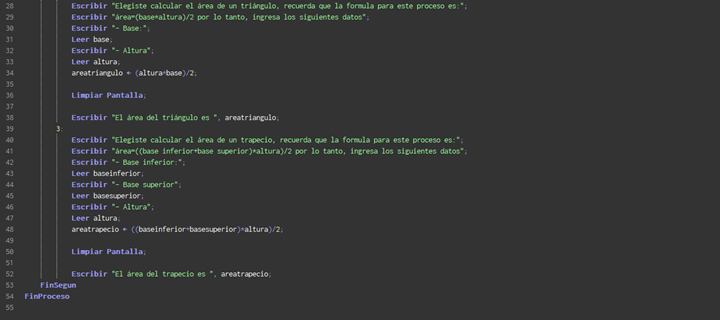 28 Escribir "Elegiste calcular el área de un triángulo, recuerda que la formula para este proceso es:";
29 Escribir "área=(base*altura)/2 por lo tanto, ingresa los siguientes datos";
30 Escribir "- Base:";
31 Leer base;
32 Escribir "- Altura";
33 Leer altura;
34 areatriangulo ← (altura*base)/2;
35
36 Limpiar Pantalla;
37
38 Escribir "El área del triángulo es ", areatriangulo;
39 3:
40 Escribir "Elegiste calcular el área de un trapecio, recuerda que la formula para este proceso es:";
41 Escribir "área=((base inferior+base superior)*altura)/2 por lo tanto, ingresa los siguientes datos";
42 Escribir "- Base inferior:";
43 Leer baseinferior;
44 Escribir "- Base superior";
45 Leer basesuperior;
46 Escribir "- Altura";
47 Leer altura;
48 areatrapecio ← ((baseinferior+basesuperior)*altura)/2;
49
50 Limpiar Pantalla;
51
52 Escribir "El área del trapecio es ", areatrapecio;
53 FinSegun
54 FinProceso
55